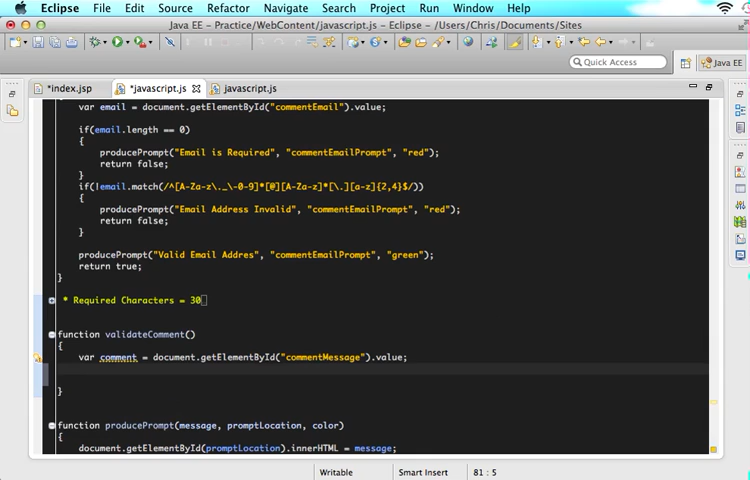 Eclipse File Edit Source Refactor Navigate Search Project Run Window Help
Java EE - Practice/WebContent/javascript.js - Eclipse - /Users/Chris/Documents/Sites
Quick Access
Java EE
*index.jsp *javascript.js javascript.js
var email = document.getElementById("commentEmail").value;
if(email.length == 0)
{
producePrompt("Email is Required", "commentEmailPrompt", "red");
return false;
}
if(!email.match(/^[A-Za-z\._\-0-9]*[@][A-Za-z]*[\.][a-z]{2,4}$/))
{
producePrompt("Email Address Invalid", "commentEmailPrompt", "red");
return false;
}
producePrompt("Valid Email Addres", "commentEmailPrompt", "green");
return true;
}
* Required Characters = 30
function validateComment()
{
var comment = document.getElementById("commentMessage").value;
}
function producePrompt(message, promptLocation, color)
{
document.getElementById(promptLocation).innerHTML = message;
Writable Smart Insert 81 : 5